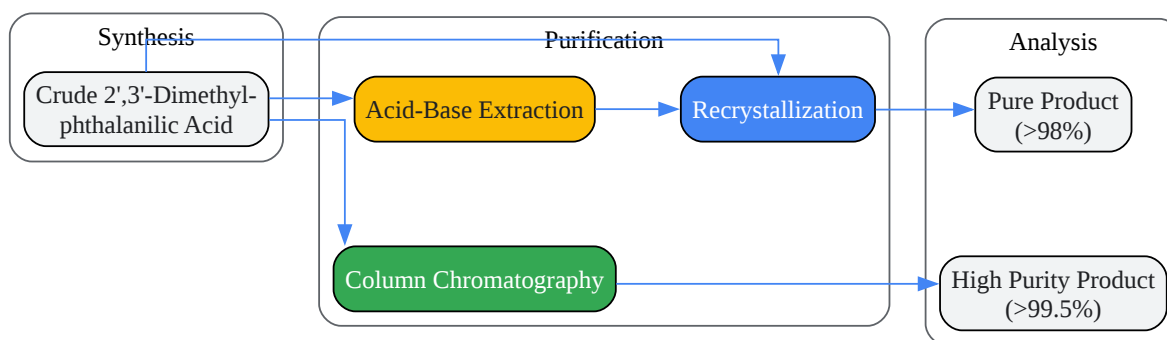 Synthesis
Crude 2',3'-Dimethyl-
phthalanilic Acid
Purification
Acid-Base Extraction
Recrystallization
Column Chromatography
Analysis
Pure Product
(>98%)
High Purity Product
(>99.5%)